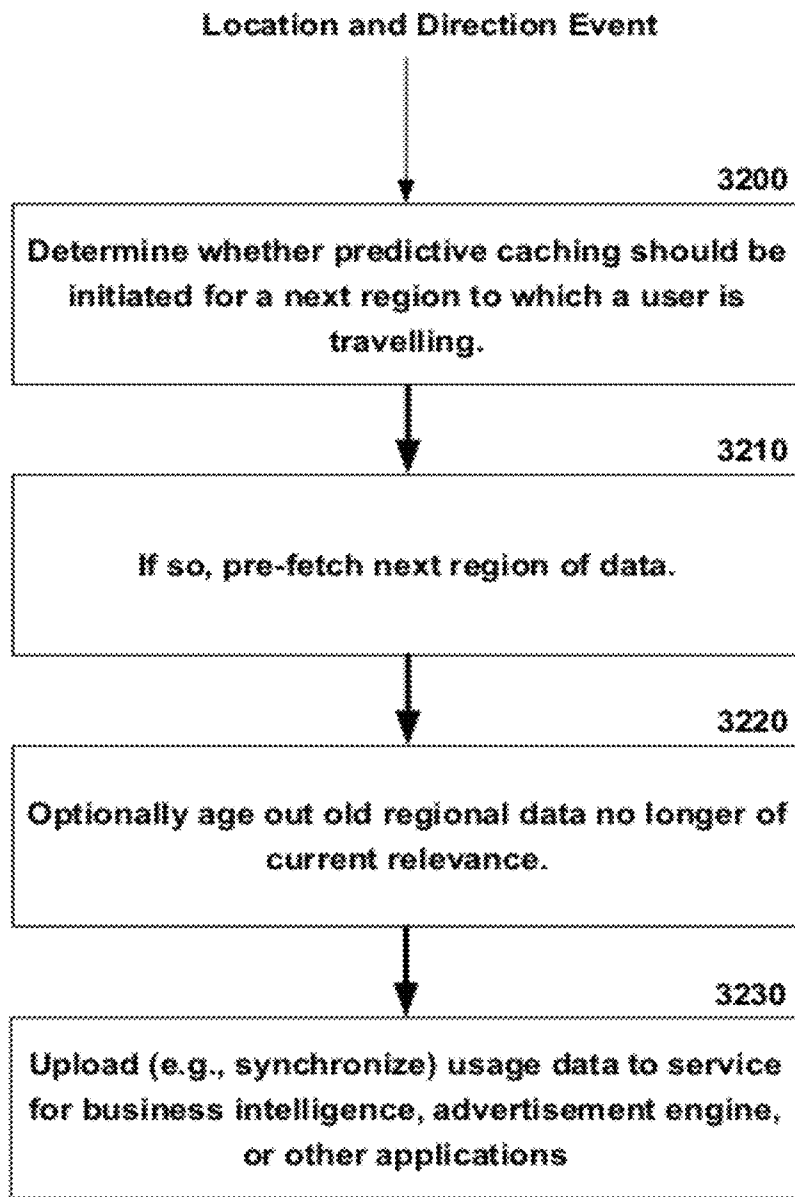 Location and Direction Event
3200
Determine whether predictive caching should be
initiated for a next region to which a user is
travelling.
3210
If so, pre-fetch next region of data.
3220
Optionally age out old regional data no longer of
current relevance.
3230
Upload (e.g., synchronize) usage data to service
for business intelligence, advertisement engine,
or other applications